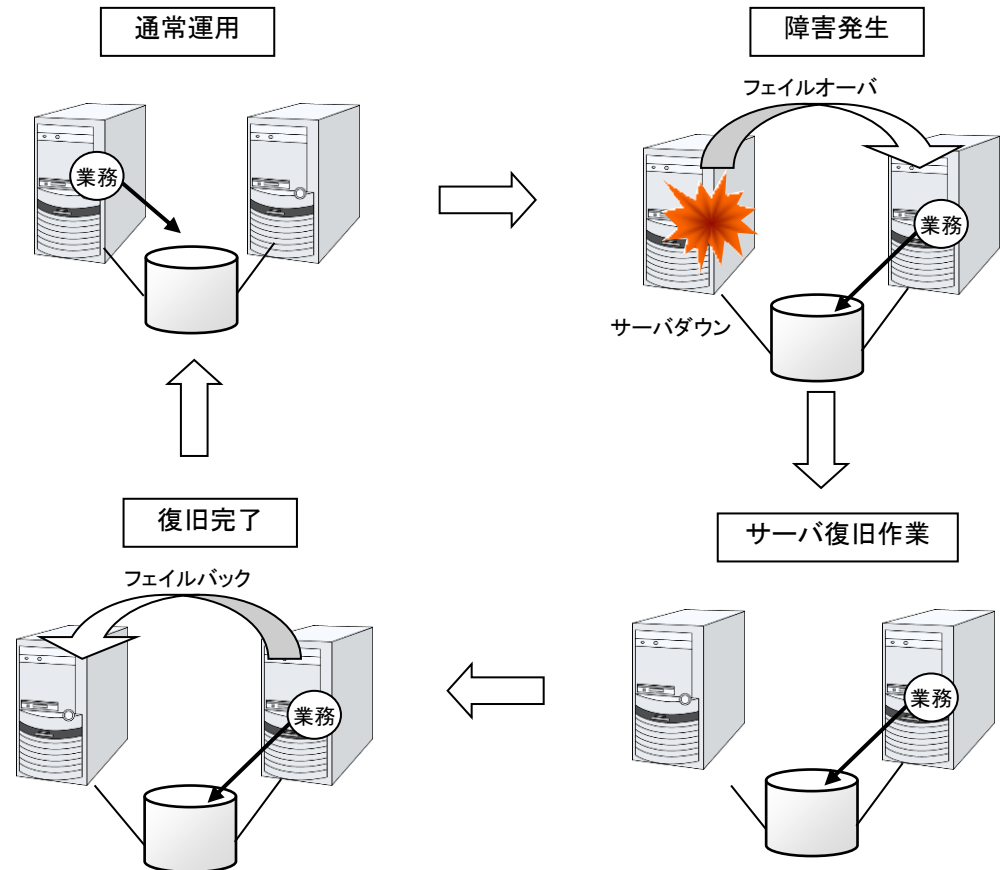 通常運用
障害発生
フェイルオーバ
業務
業務
サーバダウン
復旧完了
サーバ復旧作業
フェイルバック
業務
業務